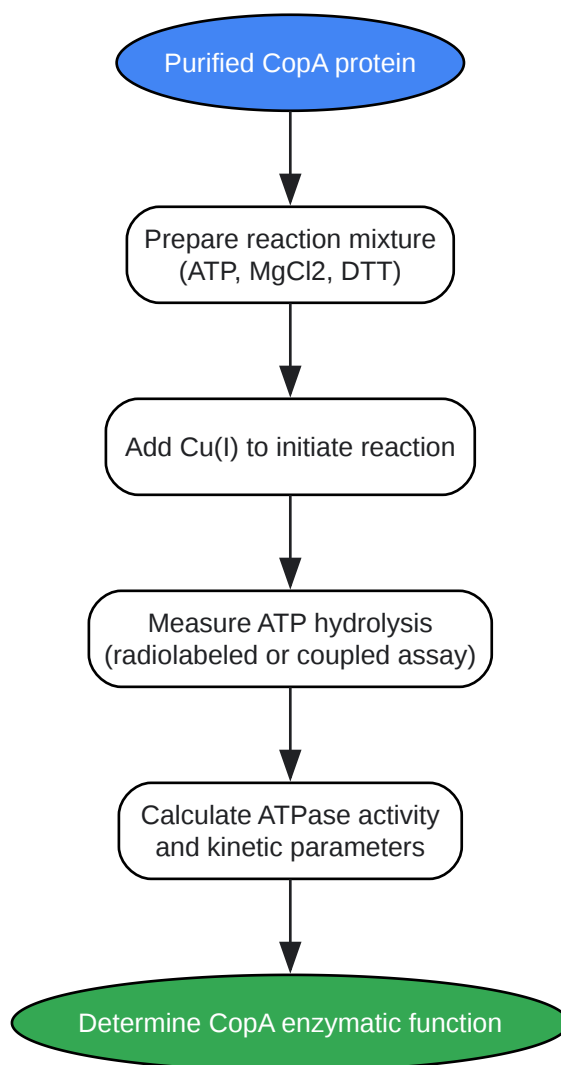 Purified CopA protein
Prepare reaction mixture
(ATP, MgCl2, DTT)
Add Cu(I) to initiate reaction
Measure ATP hydrolysis
(radiolabeled or coupled assay)
Calculate ATPase activity
and kinetic parameters
Determine CopA enzymatic function